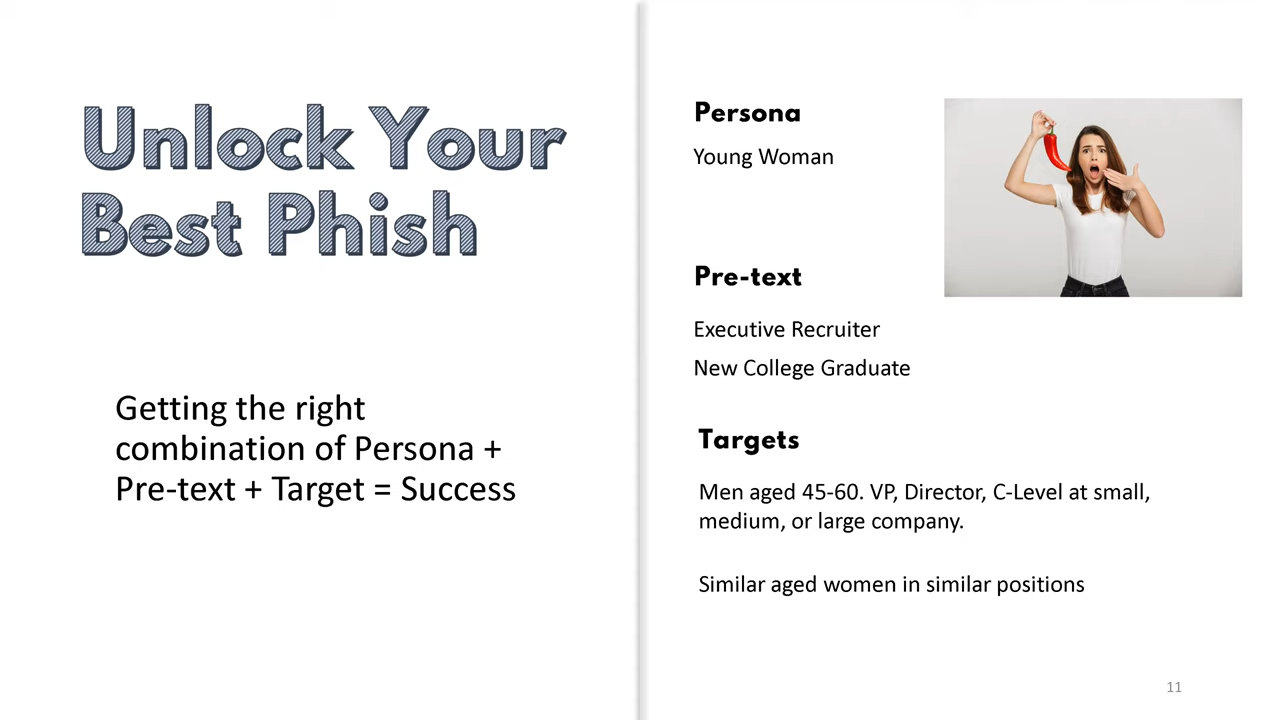 Unlock Your
Best Phish
Getting the right
combination of Persona +
Pre-text + Target = Success
Persona
Young Woman
Pre-text
Executive Recruiter
New College Graduate
Targets
Men aged 45-60. VP, Director, C-Level at small,
medium, or large company.
Similar aged women in similar positions
11